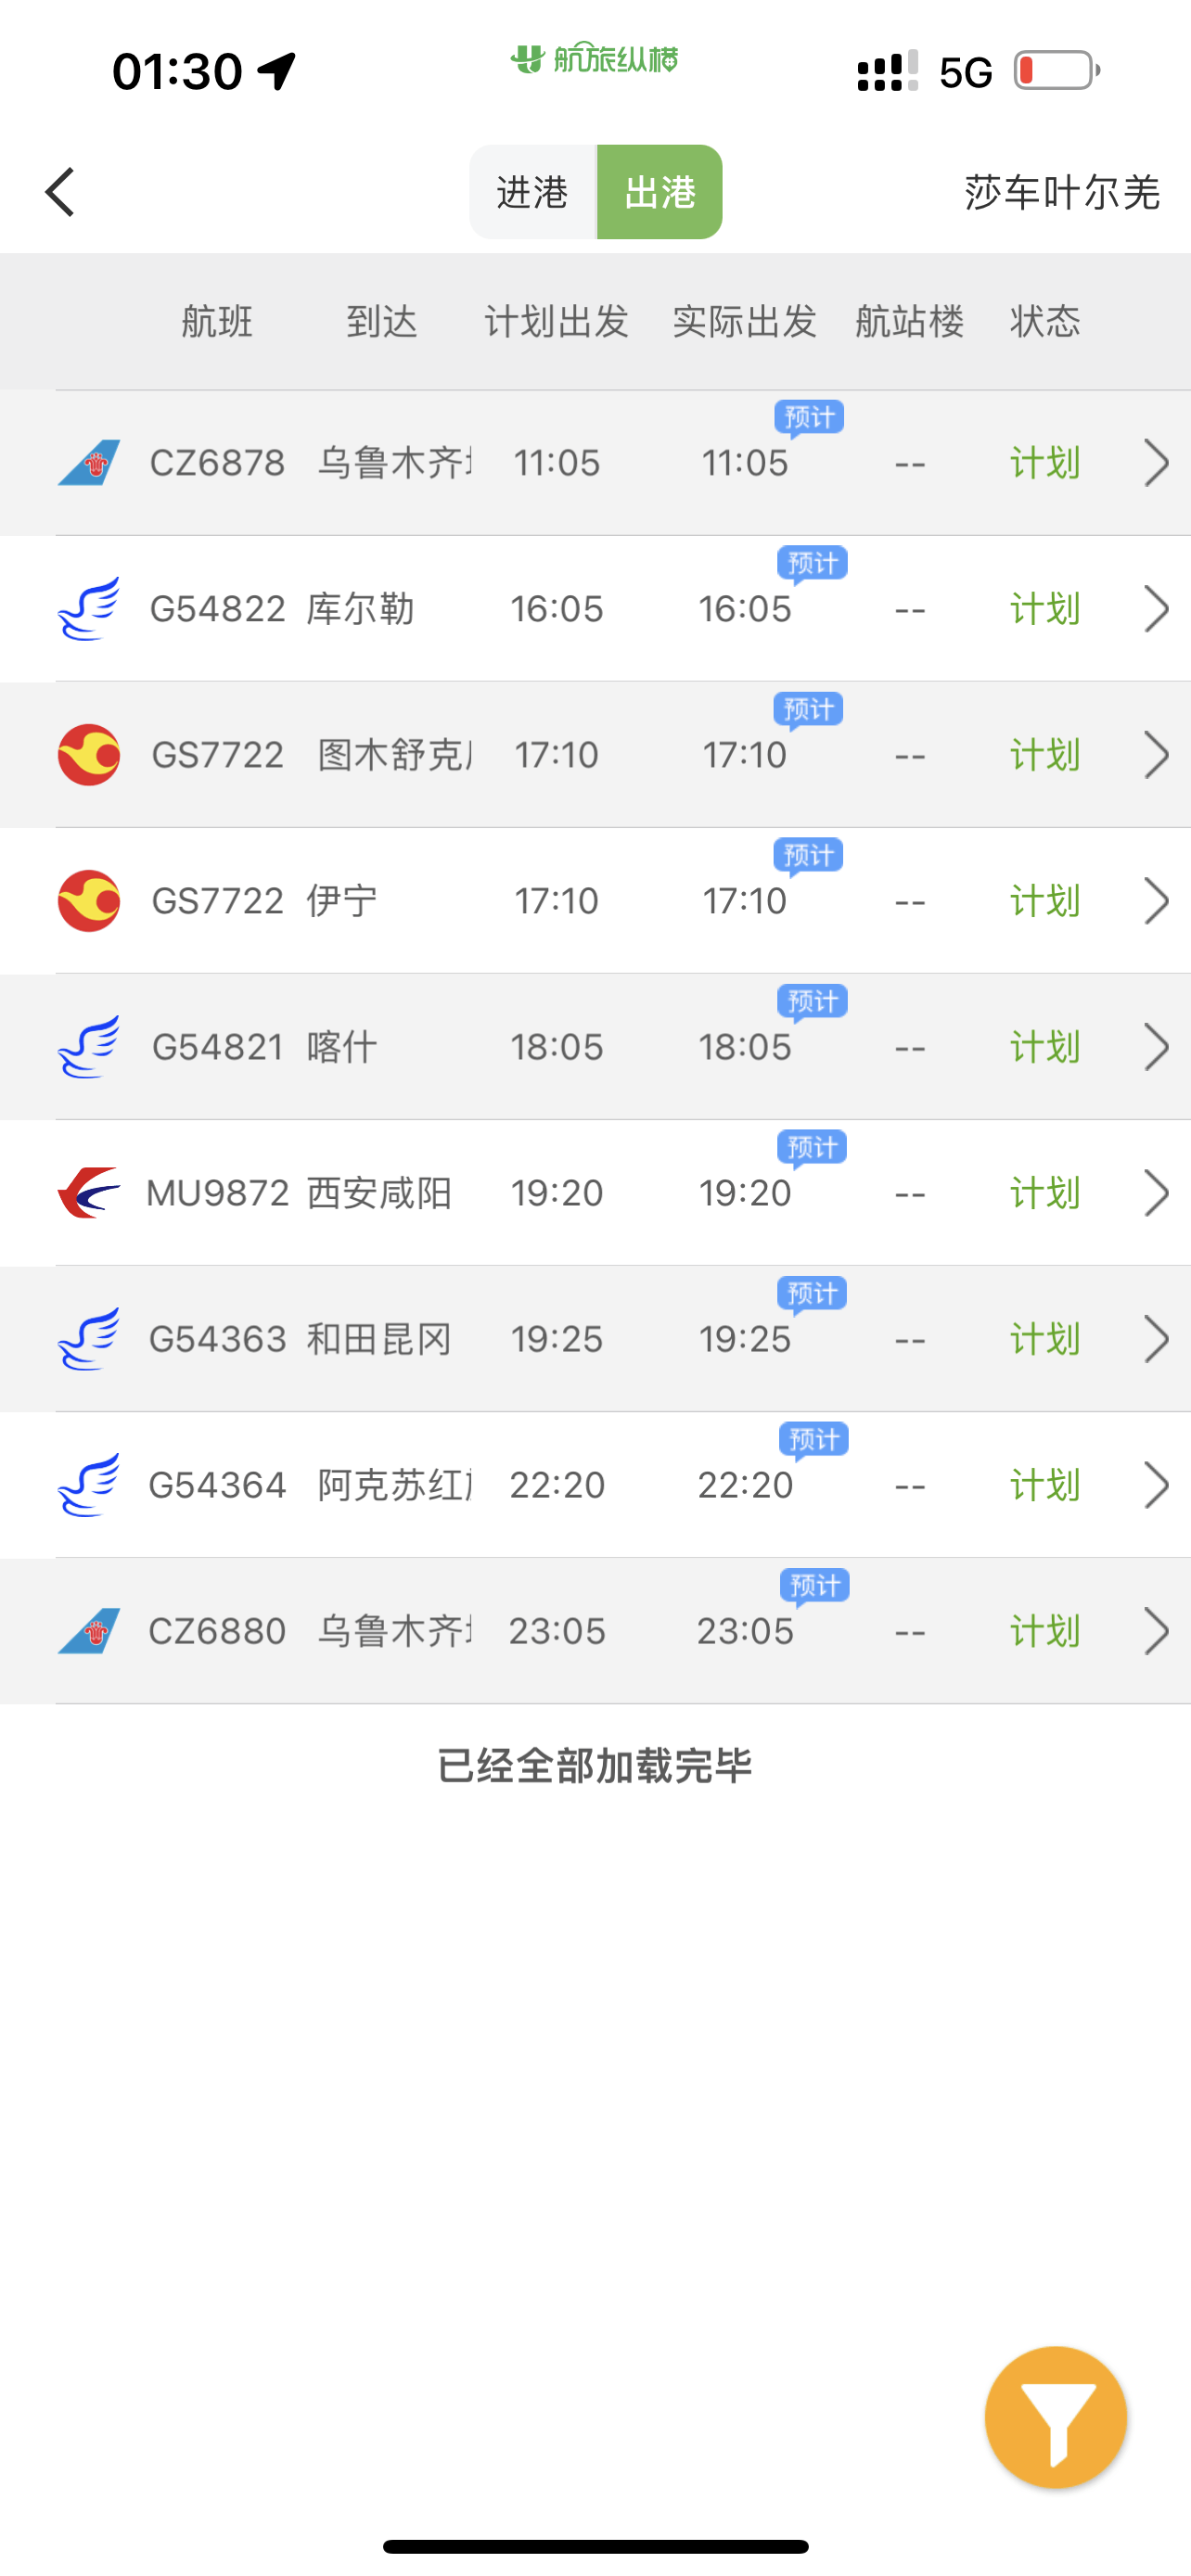 01:30 航旅纵横 5G
进港 出港 莎车叶尔羌
航班 到达 计划出发 实际出发 航站楼 状态
预计
CZ6878 乌鲁木齐 11:05 11:05 -- 计划
预计
G54822 库尔勒 16:05 16:05 -- 计划
预计
GS7722 图木舒克 17:10 17:10 -- 计划
预计
GS7722 伊宁 17:10 17:10 -- 计划
预计
G54821 喀什 18:05 18:05 -- 计划
预计
MU9872 西安咸阳 19:20 19:20 -- 计划
预计
G54363 和田昆冈 19:25 19:25 -- 计划
预计
G54364 阿克苏红 22:20 22:20 -- 计划
预计
CZ6880 乌鲁木齐 23:05 23:05 -- 计划
已经全部加载完毕